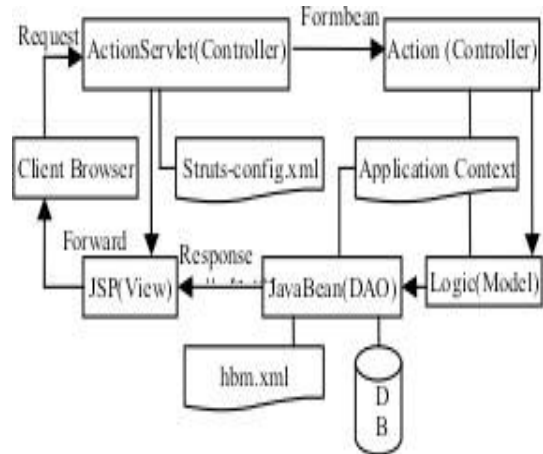 Formbean
Request
ActionServlet(Controller)
Action (Controller)
Client Browser
Struts-config.xml
Application Context
Forward
Response
JSP(View)
JavaBean(DAO)
Logic(Model)
hbm.xml
D
B